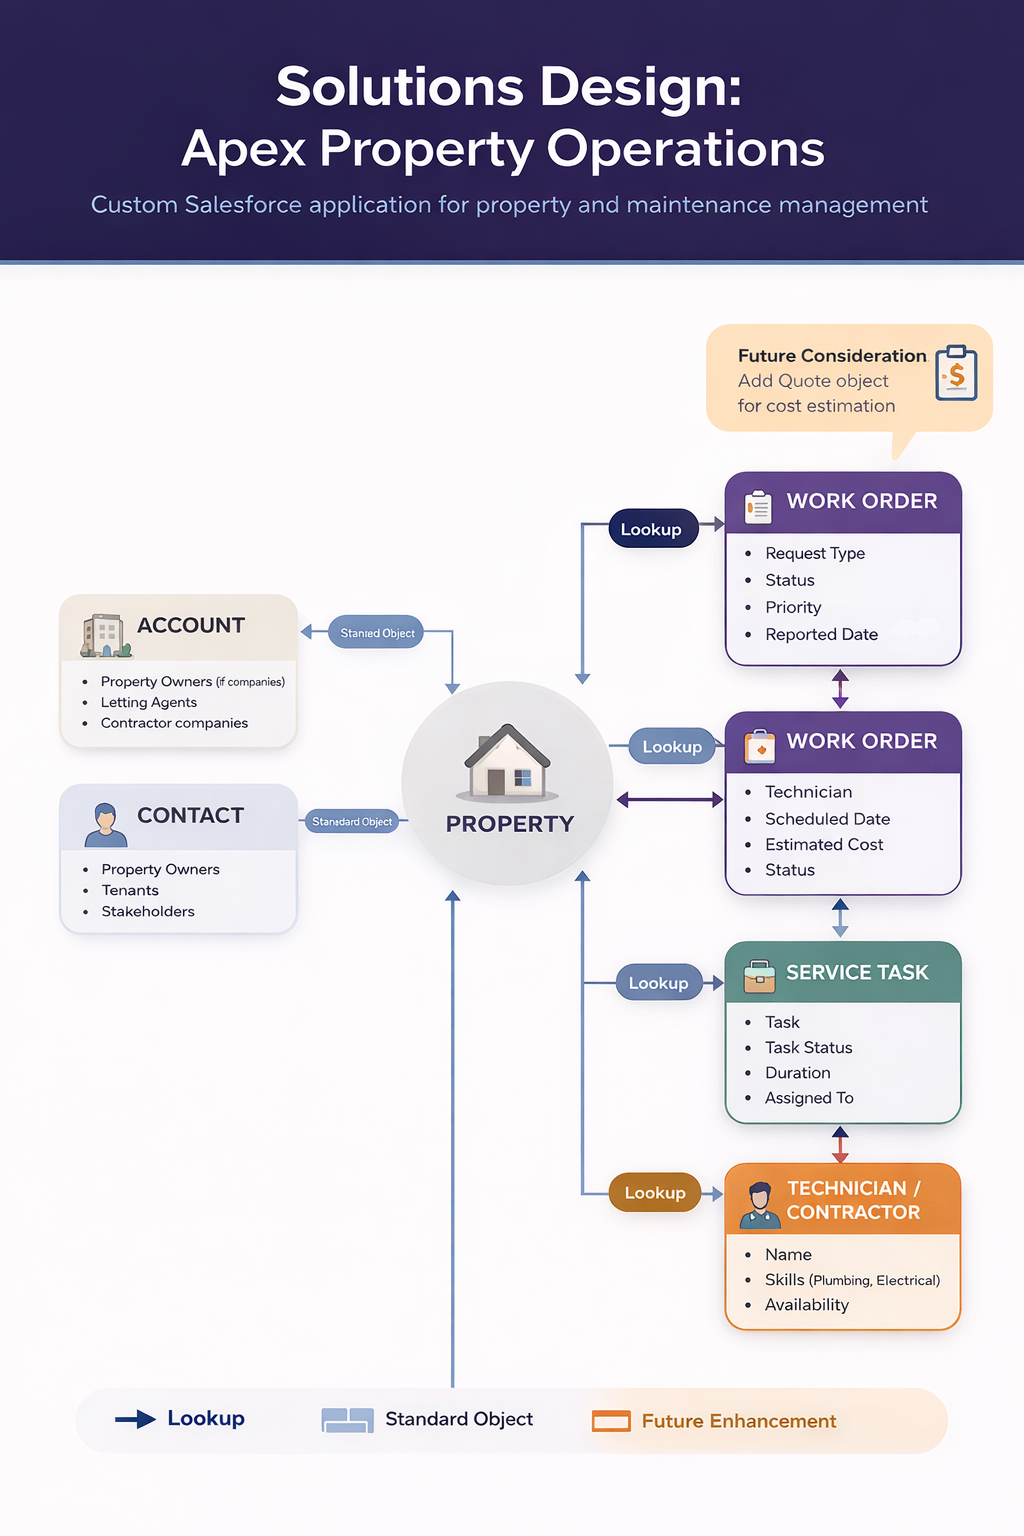 Solutions Design:
Apex Property Operations
Custom Salesforce application for property and maintenance management
Future Consideration
Add Quote object
for cost estimation
$
WORK ORDER
Request Type
Status
Priority
Reported Date
Lookup
ACCOUNT
Property Owners (if companies)
Letting Agents
Contractor companies
Stanied Object
CONTACT
Property Owners
Tenants
Stakeholders
Stanadard Object
PROPERTY
Lookup
WORK ORDER
Technician
Scheduled Date
Estimated Cost
Status
Lookup
SERVICE TASK
Task
Task Status
Duration
Assigned To
Lookup
TECHNICIAN /
CONTRACTOR
Name
Skills (Plumbing, Electrical)
Availability
Lookup
Standard Object
Future Enhancement